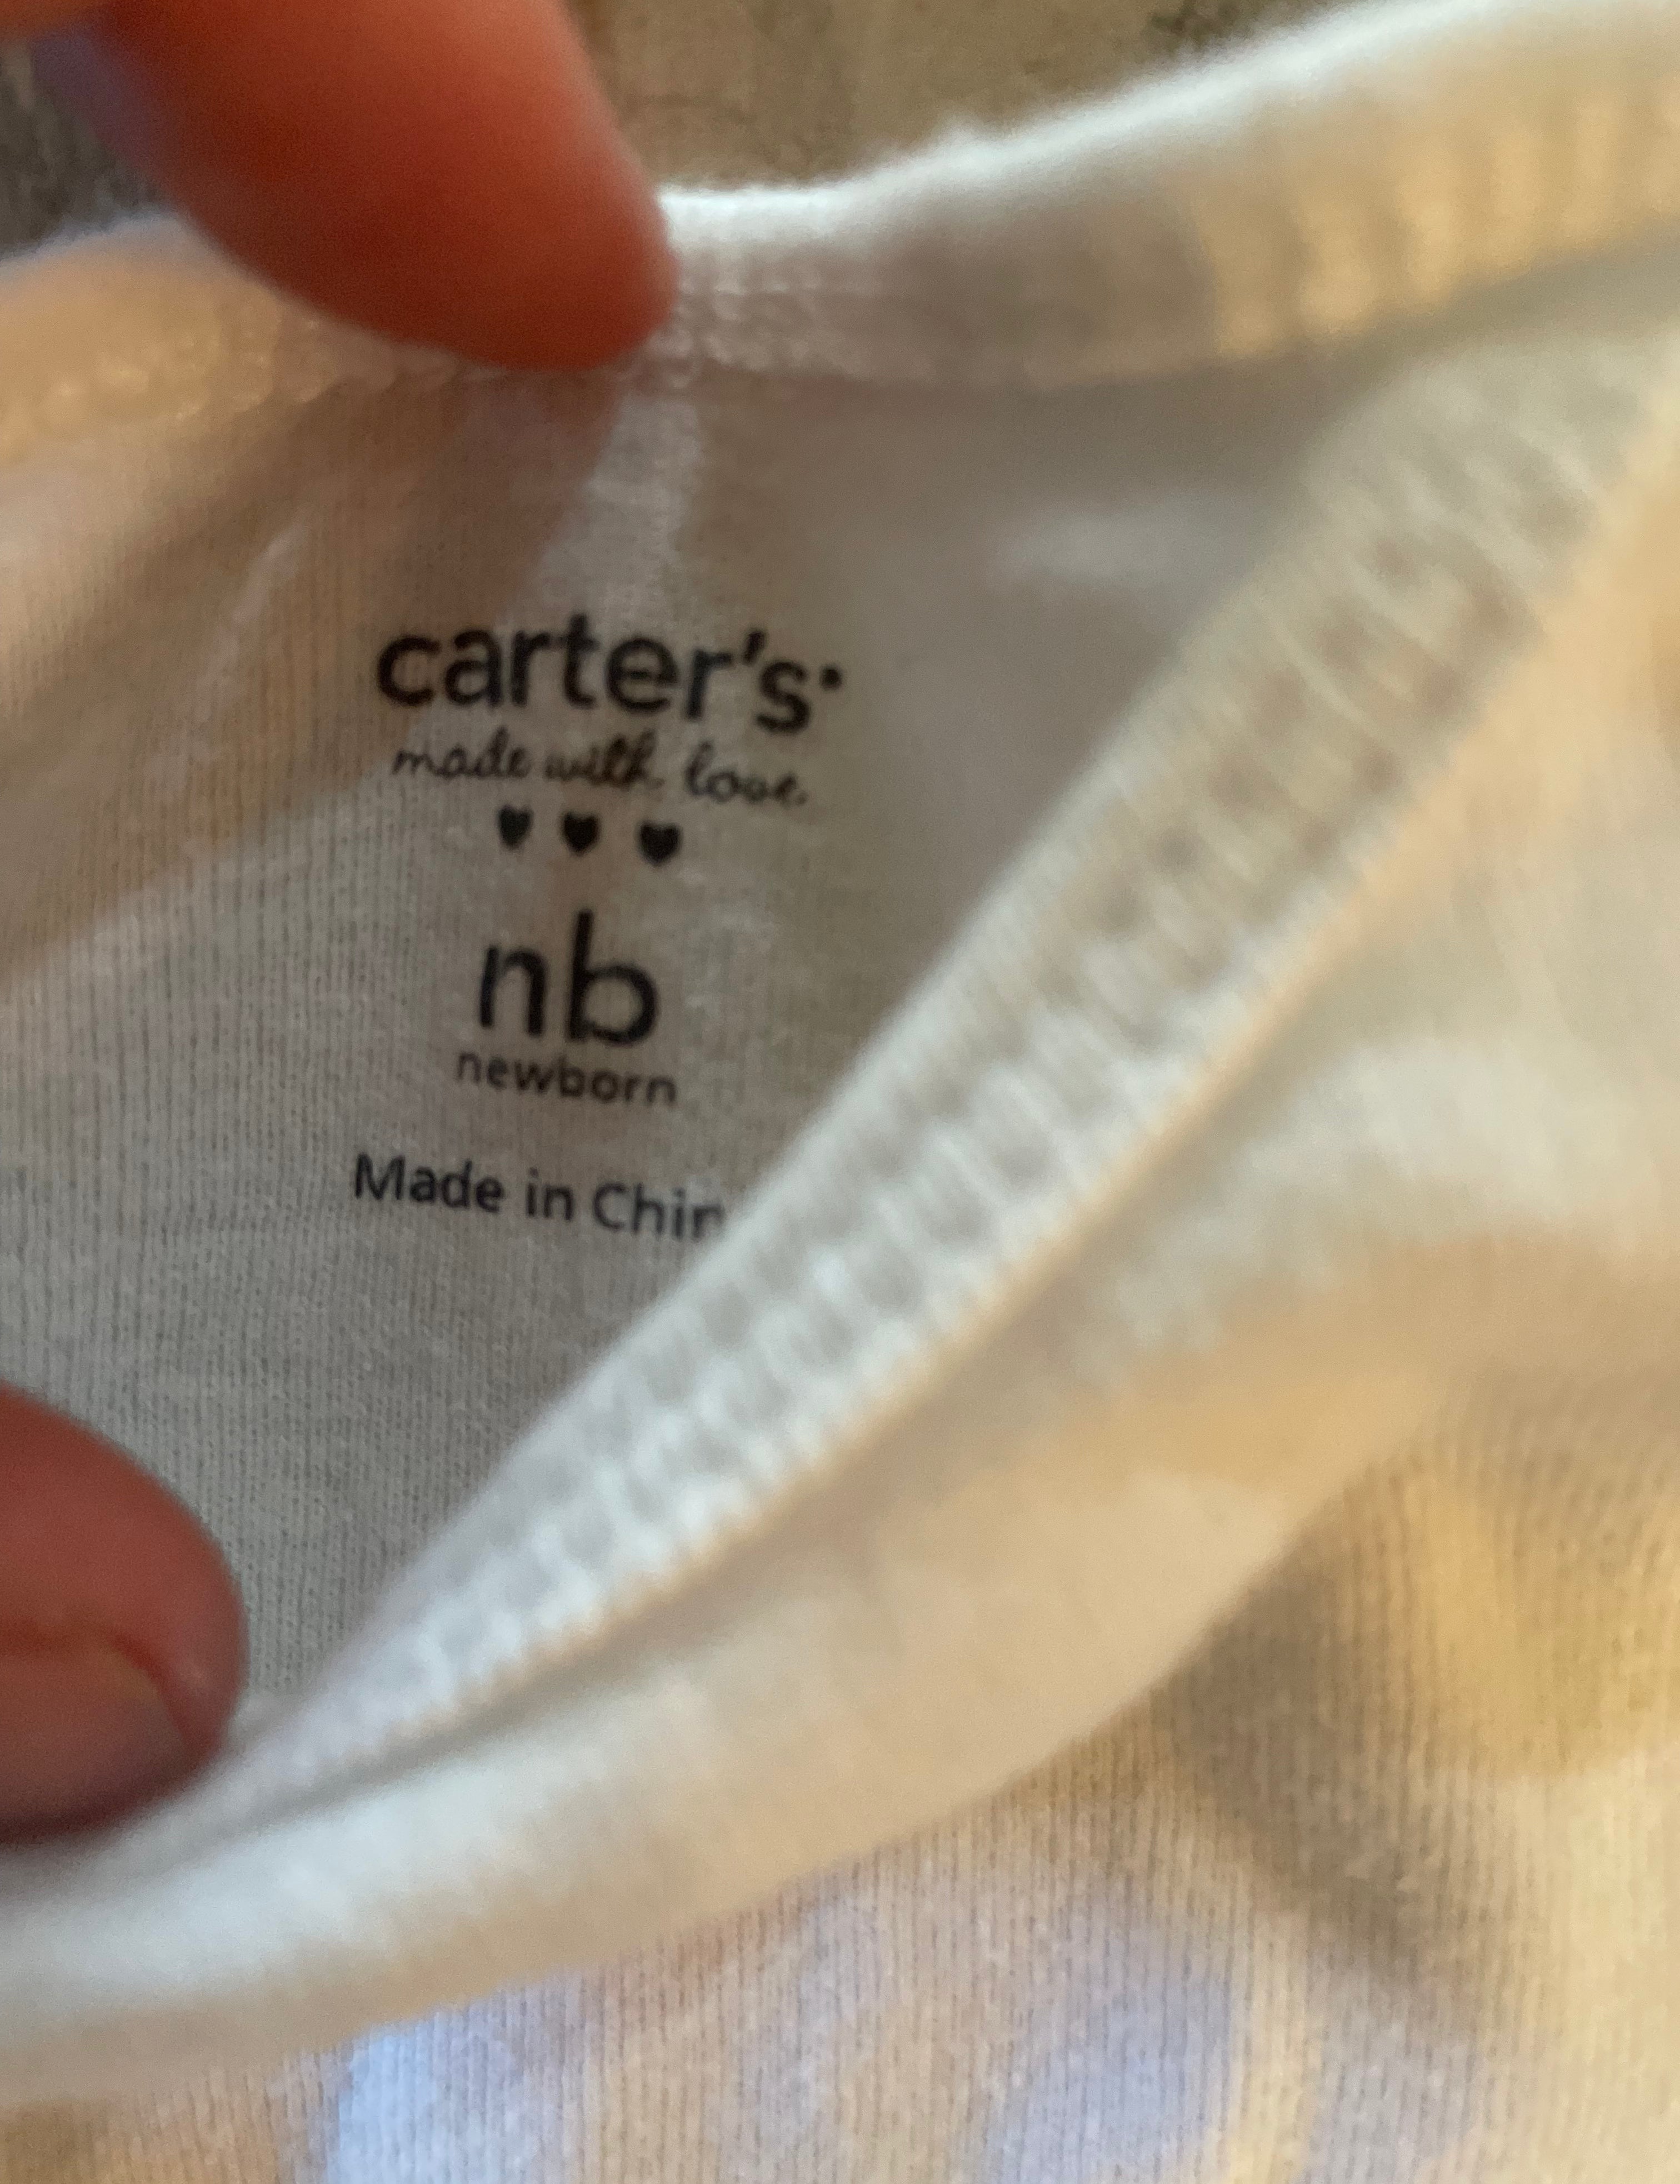 carter's
made with love
nb
newborn
Made in Chin